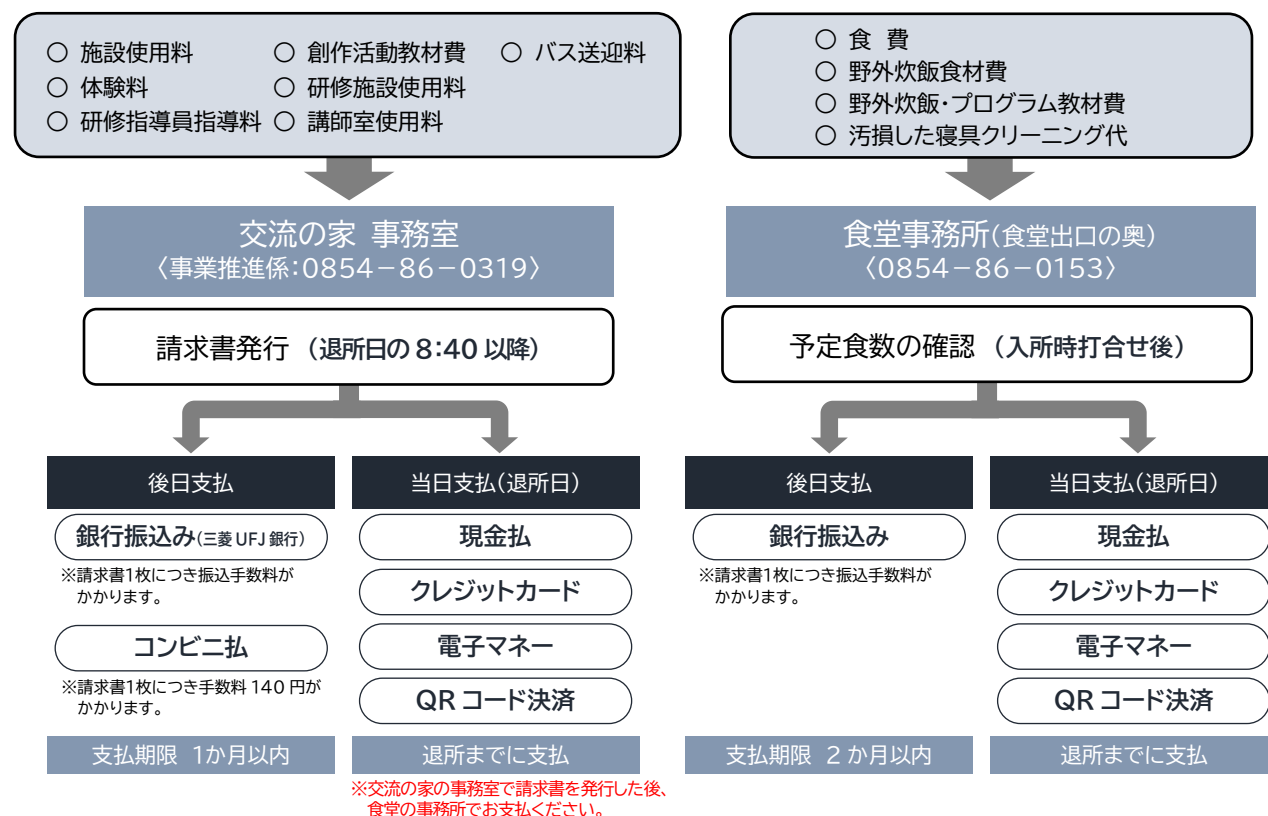 ○ 施設使用料 ○ 創作活動教材費 ○ バス送迎料
○ 体験料 ○ 研修施設使用料
○ 研修指導員指導料 ○ 講師室使用料
交流の家 事務室
〈事業推進係:0854-86-0319〉
請求書発行 (退所日の 8:40 以降)
後日支払
銀行振込み(三菱 UFJ 銀行)
※請求書1枚につき振込手数料が
かかります。
コンビニ払
※請求書1枚につき手数料 140 円が
かかります。
支払期限 1か月以内
当日支払(退所日)
現金払
クレジットカード
電子マネー
QR コード決済
退所までに支払
※交流の家の事務室で請求書を発行した後、
食堂の事務所でお支払ください。
○ 食 費
○ 野外炊飯食材費
○ 野外炊飯・プログラム教材費
○ 汚損した寝具クリーニング代
食堂事務所(食堂出口の奥)
〈0854-86-0153〉
予定食数の確認 (入所時打合せ後)
後日支払
銀行振込み
※請求書1枚につき振込手数料が
かかります。
支払期限 2 か月以内
当日支払(退所日)
現金払
クレジットカード
電子マネー
QR コード決済
退所までに支払